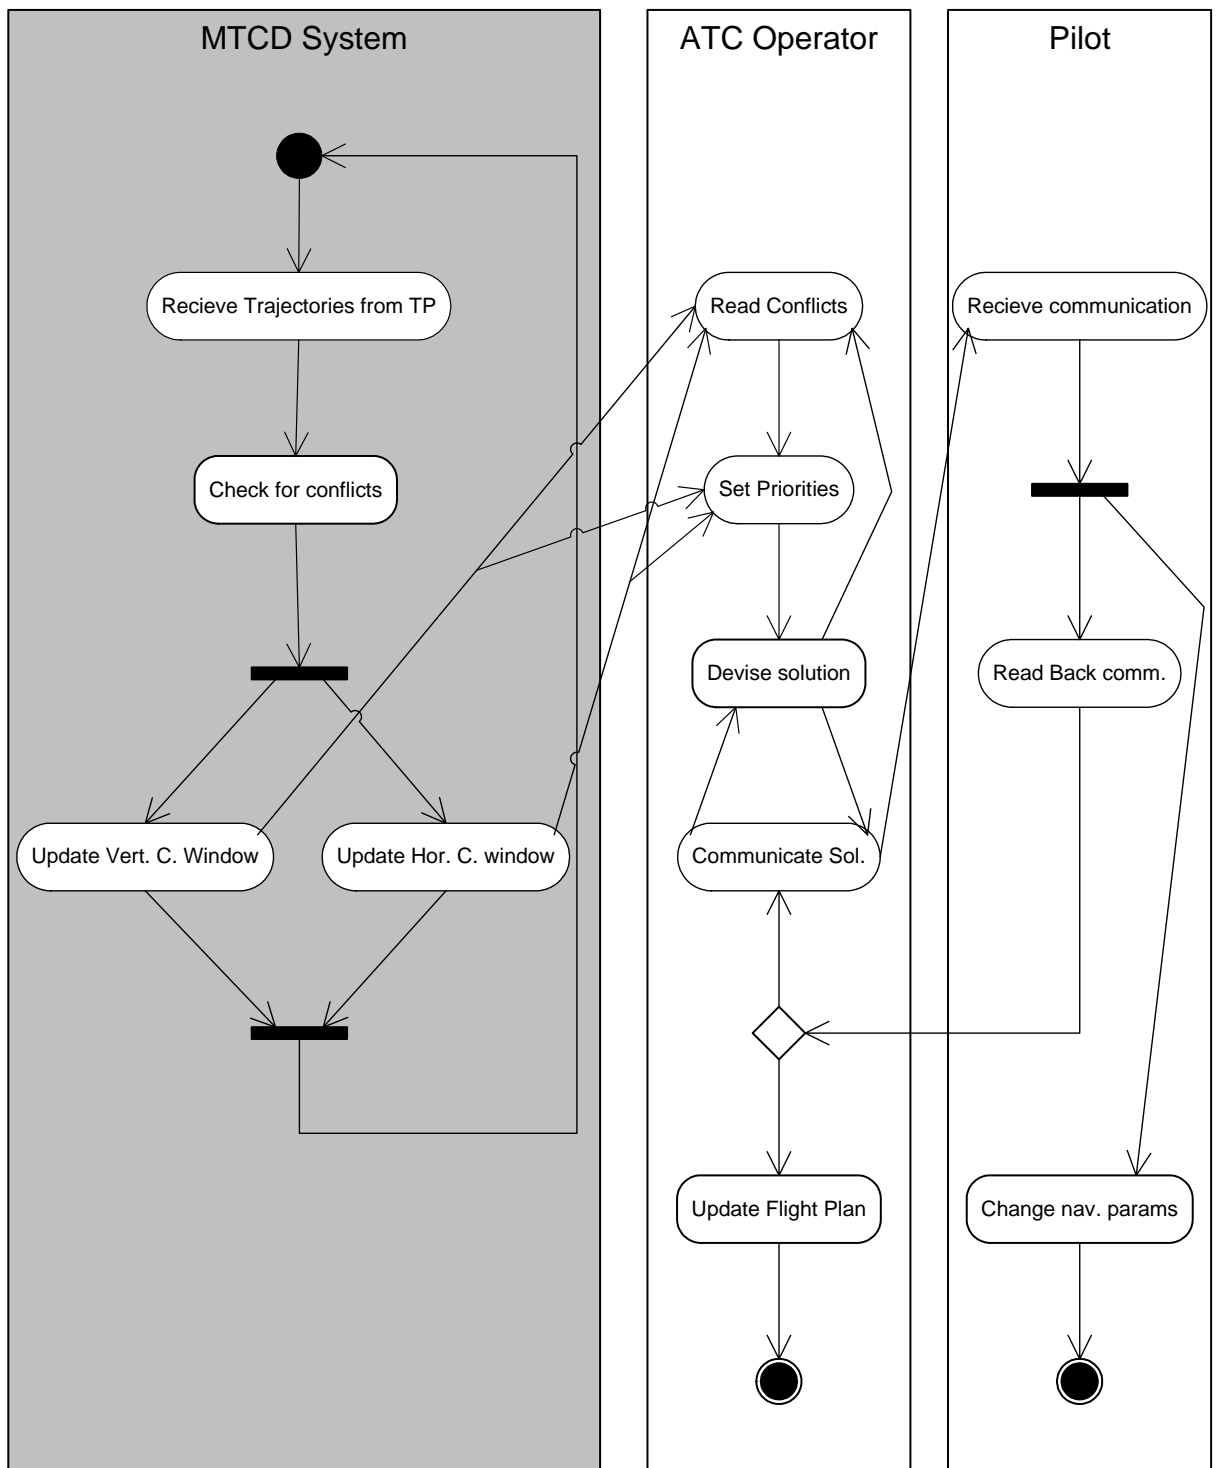 MTCD System
ATC Operator
Pilot
Recieve Trajectories from TP
Read Conflicts
Recieve communication
Check for conflicts
Set Priorities
Devise solution
Read Back comm.
Update Vert. C. Window
Update Hor. C. window
Communicate Sol.
Update Flight Plan
Change nav. params